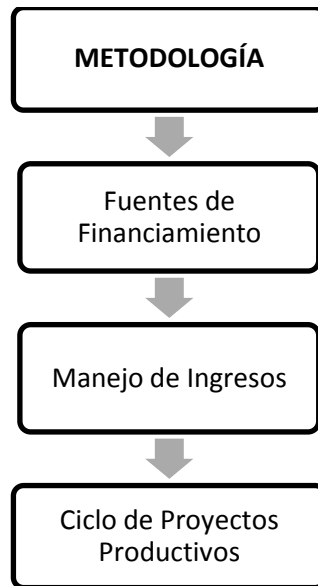 METODOLOGÍA
Fuentes de
Financiamiento
Manejo de Ingresos
Ciclo de Proyectos
Productivos